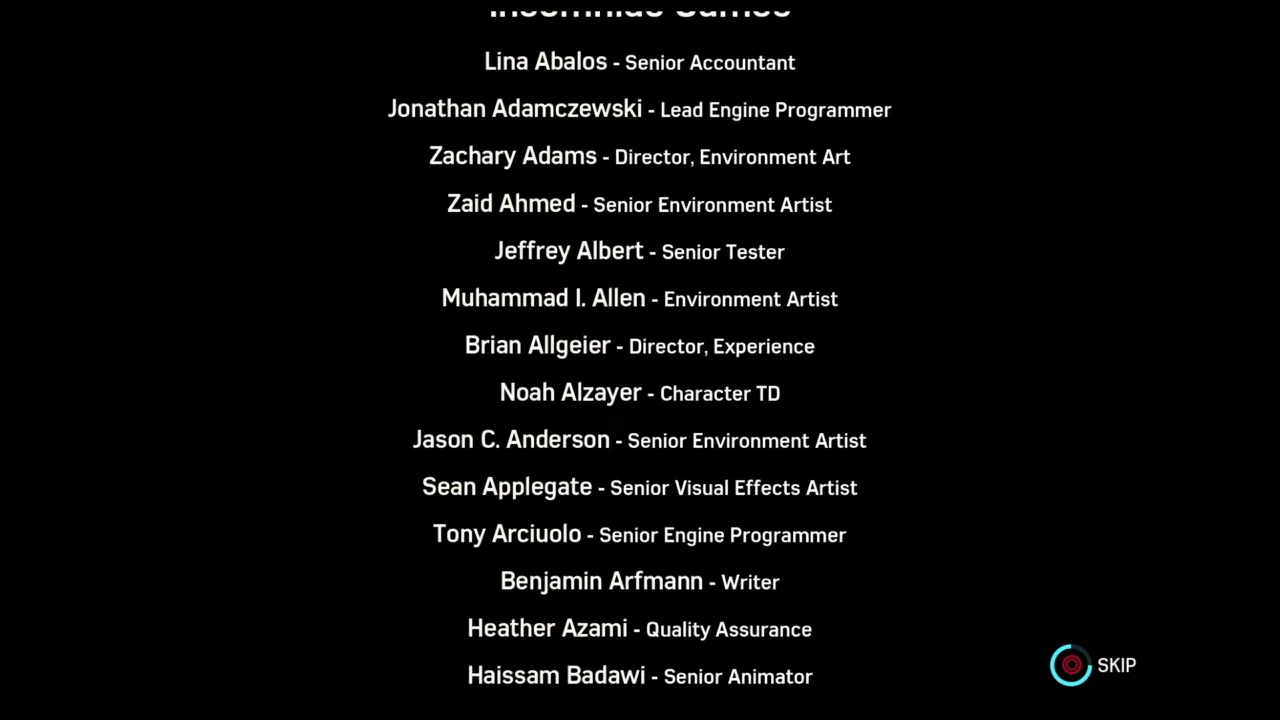 Insomniac Games
Lina Abalos - Senior Accountant
Jonathan Adamczewski - Lead Engine Programmer
Zachary Adams - Director, Environment Art
Zaid Ahmed - Senior Environment Artist
Jeffrey Albert - Senior Tester
Muhammad I. Allen - Environment Artist
Brian Allgeier - Director, Experience
Noah Alzayer - Character TD
Jason C. Anderson - Senior Environment Artist
Sean Applegate - Senior Visual Effects Artist
Tony Arciuolo - Senior Engine Programmer
Benjamin Arfmann - Writer
Heather Azami - Quality Assurance
Haissam Badawi - Senior Animator
SKIP